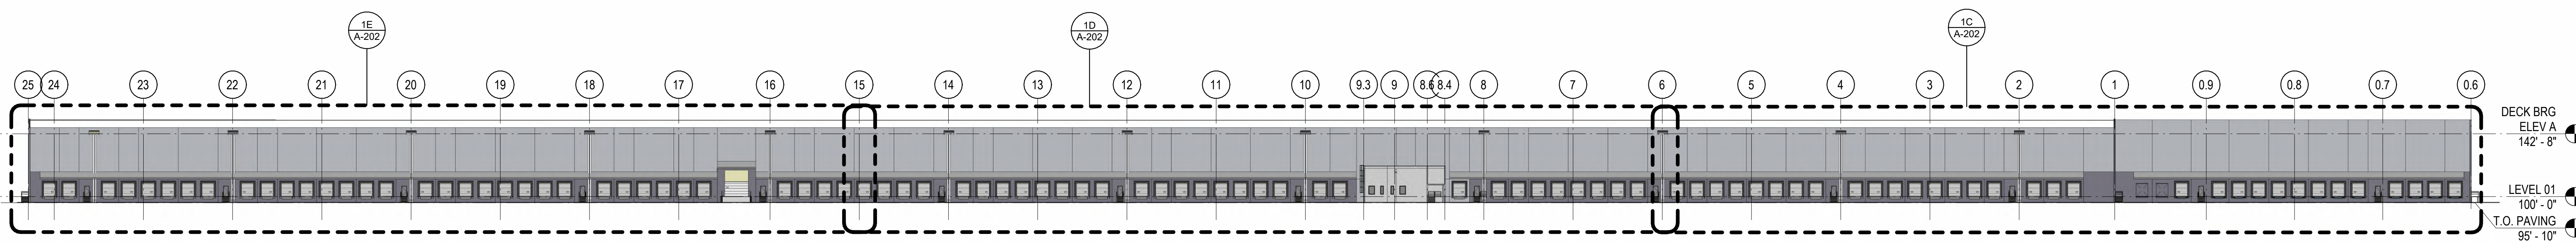 1E
A-202
1D
A-202
1C
A-202
25 24 23 22 21 20 19 18 17 16 15 14 13 12 11 10 9.3 9 8.6 8.4 8 7 6 5 4 3 2 1 0.9 0.8 0.7 0.6
DECK BRG
ELEV A
142' - 8"
LEVEL 01
100' - 0"
T.O. PAVING
95' - 10"